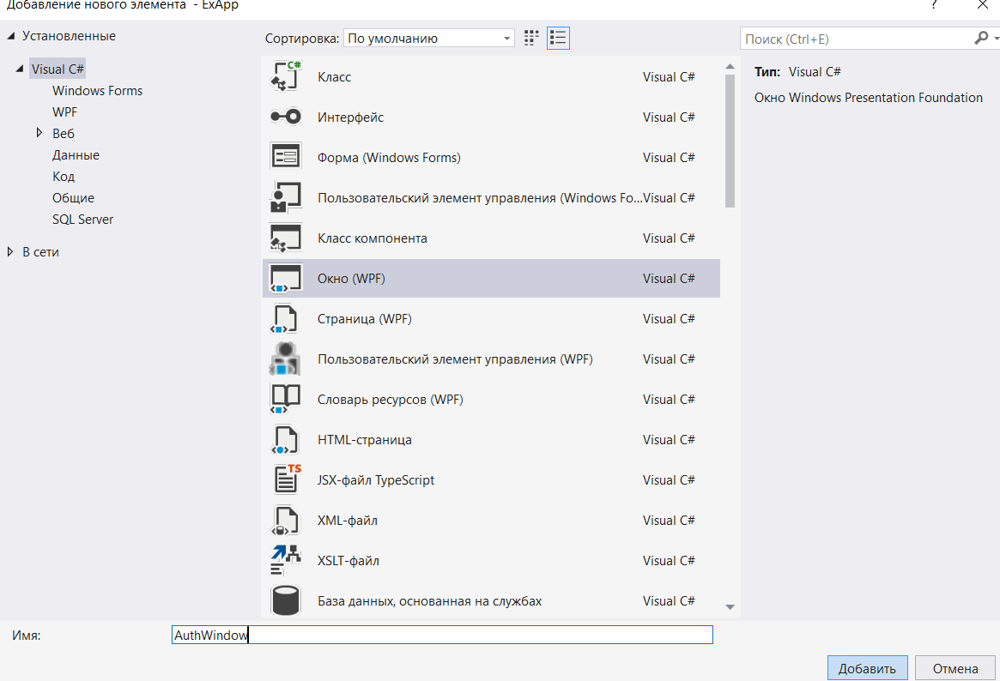 Добавление нового элемента - ExApp
?
Установленные
Visual C#
Windows Forms
WPF
Веб
Данные
Код
Общие
SQL Server
В сети
Сортировка: По умолчанию
C#
Класс Visual C#
Интерфейс Visual C#
Форма (Windows Forms) Visual C#
Пользовательский элемент управления (Windows Fo... Visual C#
Класс компонента Visual C#
Окно (WPF) Visual C#
Страница (WPF) Visual C#
Пользовательский элемент управления (WPF) Visual C#
Словарь ресурсов (WPF) Visual C#
HTML-страница Visual C#
TS
JSX-файл TypeScript Visual C#
XML-файл Visual C#
XSLT-файл Visual C#
База данных, основанная на службах Visual C#
Поиск (Ctrl+E)
Тип: Visual C#
Окно Windows Presentation Foundation
Имя: AuthWindow
Добавить Отмена